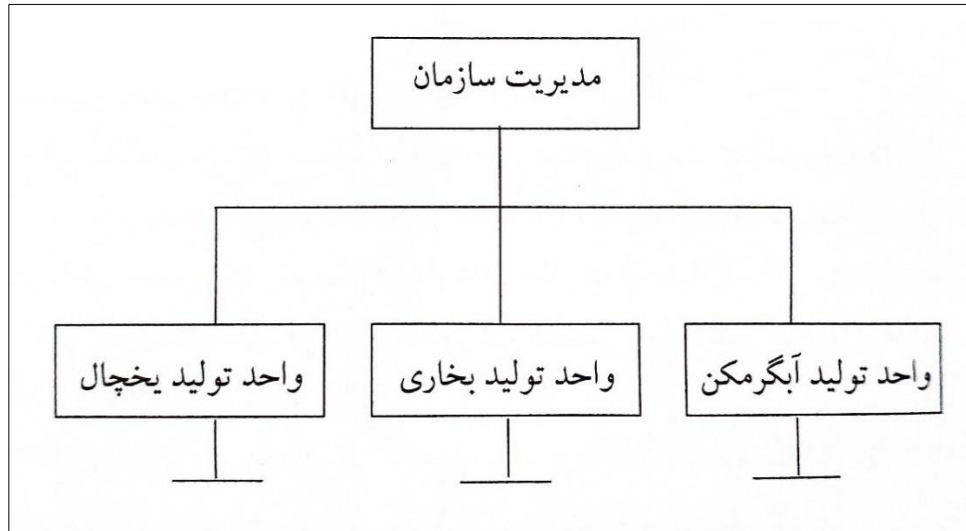 مدیریت سازمان
واحد تولید آبگرمکن
واحد تولید بخاری
واحد تولید یخچال